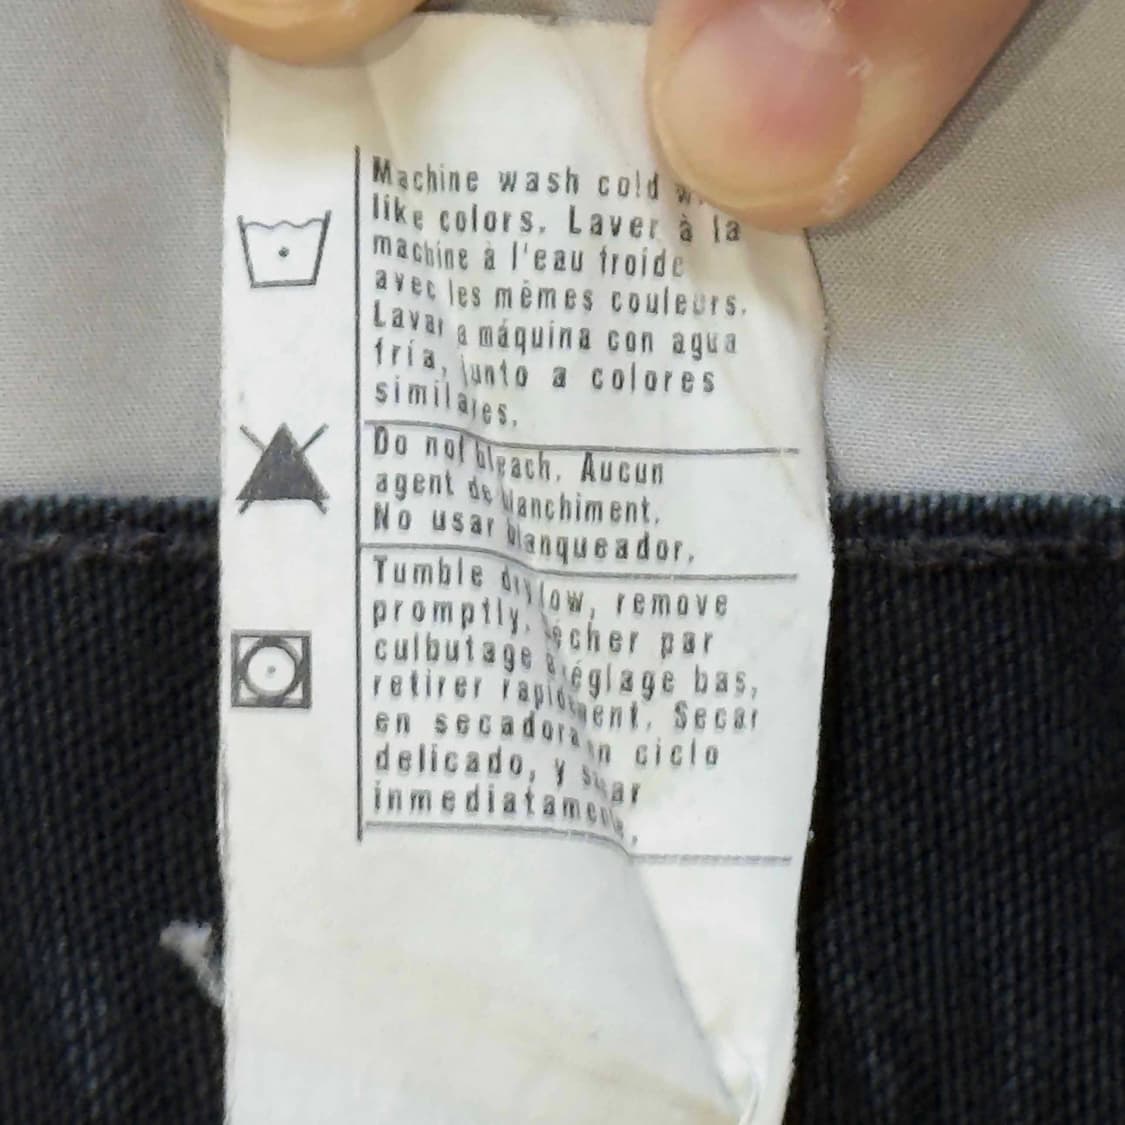 Machine wash cold
like colors. Laver à la
machine à l'eau froide
avec les mêmes couleurs.
Lavar a máquina con agua
fría, junto a colores
similares.
Do not bleach. Aucun
agent de blanchiment.
No usar blanqueador.
Tumble dry low, remove
promptly. Sécher par
culbutage à réglage bas,
retirer rapidement. Secar
en secadora en ciclo
delicado, y sacar
inmediatamente.